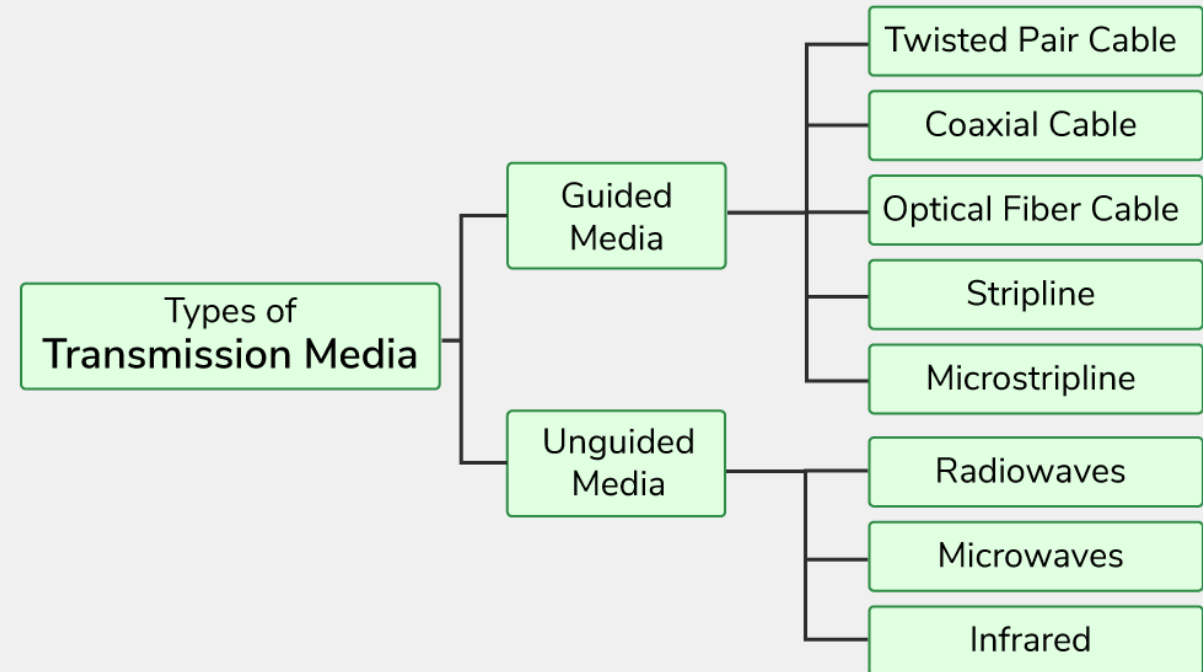 Types of
Transmission Media
Guided
Media
Twisted Pair Cable
Coaxial Cable
Optical Fiber Cable
Stripline
Microstripline
Unguided
Media
Radiowaves
Microwaves
Infrared